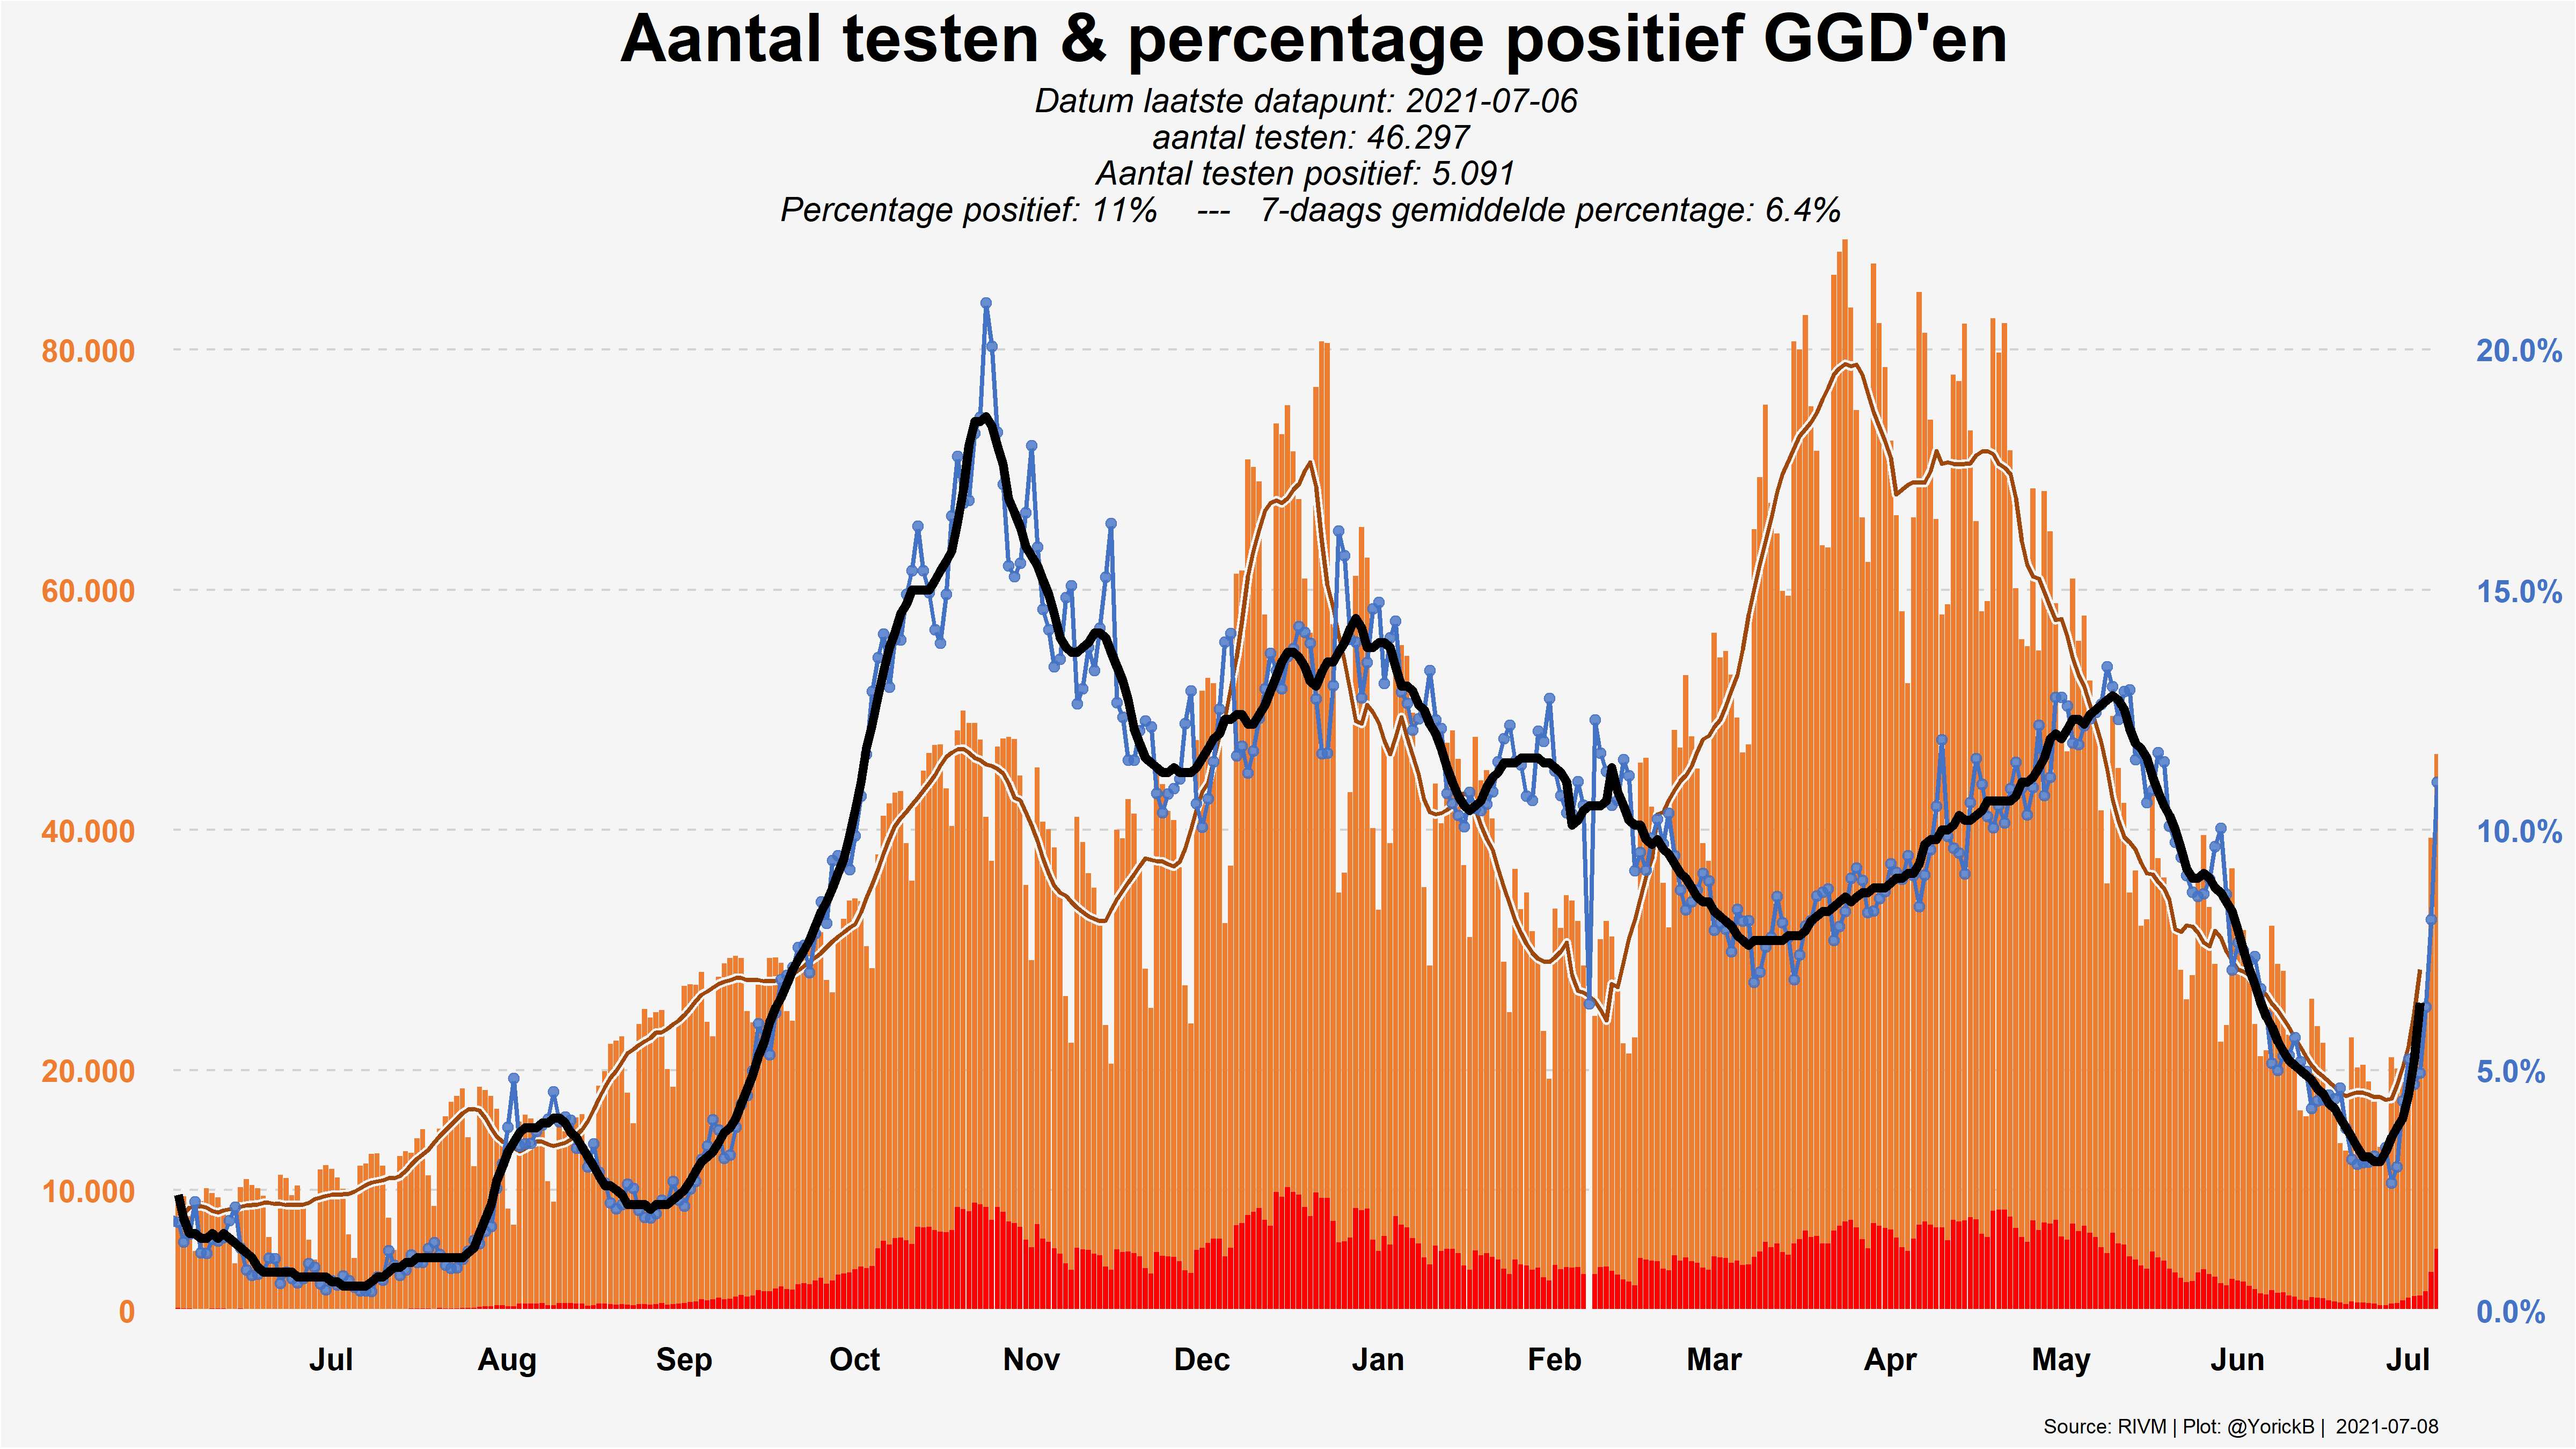 Aantal testen & percentage positief GGD'en
Datum laatste datapunt: 2021-07-06
aantal testen: 46.297
Aantal testen positief: 5.091
Percentage positief: 11% --- 7-daags gemiddelde percentage: 6.4%
80.000
60.000
40.000
20.000
10.000
0
20.0%
15.0%
10.0%
5.0%
0.0%
Jul Aug Sep Oct Nov Dec Jan Feb Mar Apr May Jun Jul
Source: RIVM | Plot: @YorickB | 2021-07-08